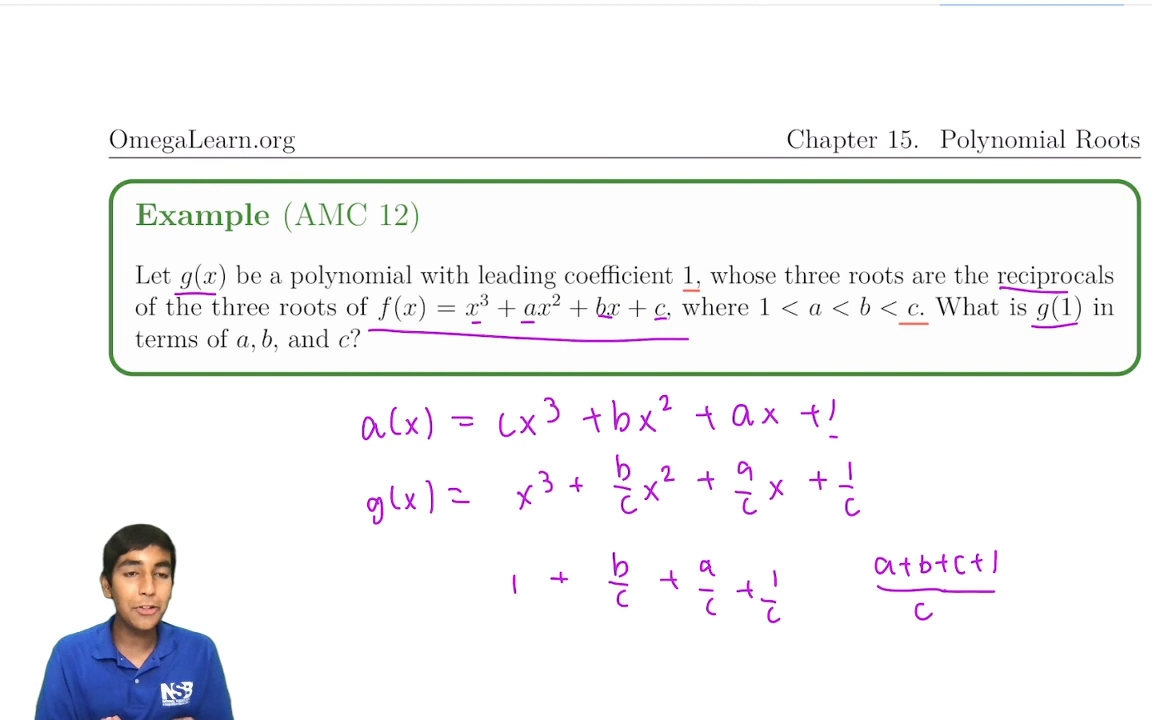 OmegaLearn.org Chapter 15. Polynomial Roots
Example (AMC 12)
Let g(x) be a polynomial with leading coefficient 1, whose three roots are the reciprocals
of the three roots of f(x) = x³ + ax² + bx + c, where 1 < a < b < c. What is g(1) in
terms of a, b, and c?
a(x) = cx³ + bx² + ax + 1
g(x) = x³ + b/c x² + a/c x + 1/c
1 + b/c + a/c + 1/c (a+b+c+1)/c
NSB